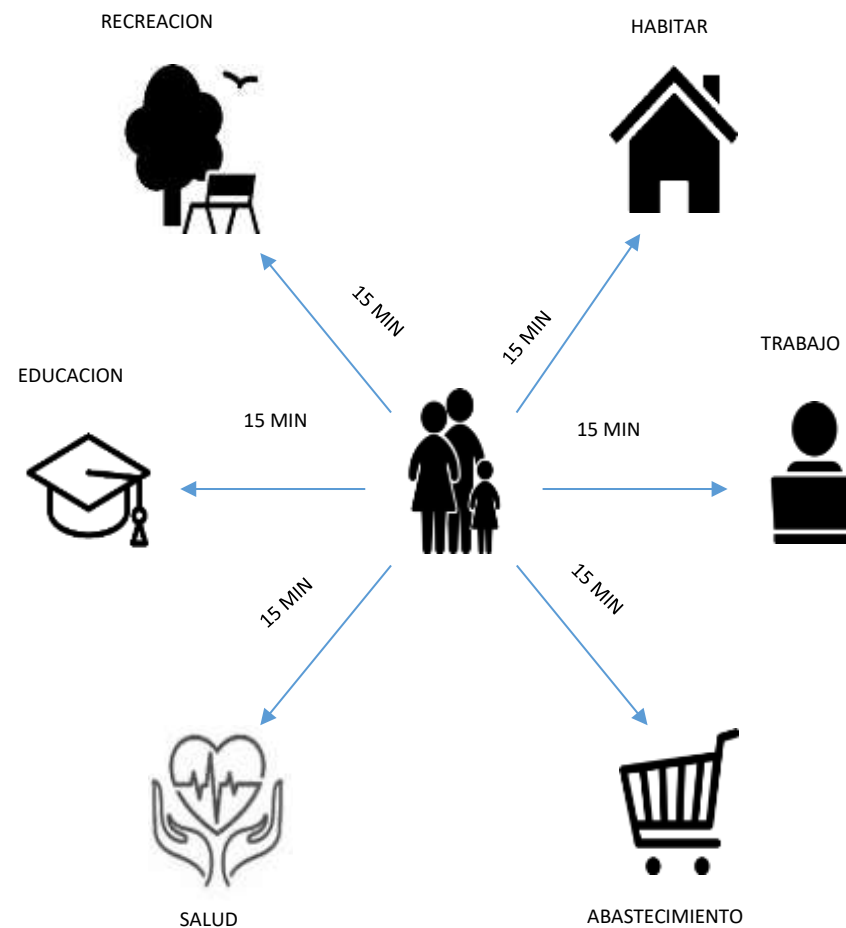 RECREACION
HABITAR
15 MIN
15 MIN
TRABAJO
EDUCACION
15 MIN
15 MIN
15 MIN
15 MIN
SALUD
ABASTECIMIENTO